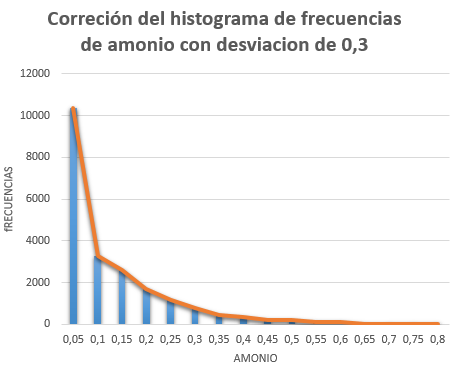 Correción del histograma de frecuencias
de amonio con desviacion de 0,3
12000
10000
8000
6000
4000
2000
0
fRECUENCIAS
0,05 0,1 0,15 0,2 0,25 0,3 0,35 0,4 0,45 0,5 0,55 0,6 0,65 0,7 0,75 0,8
AMONIO